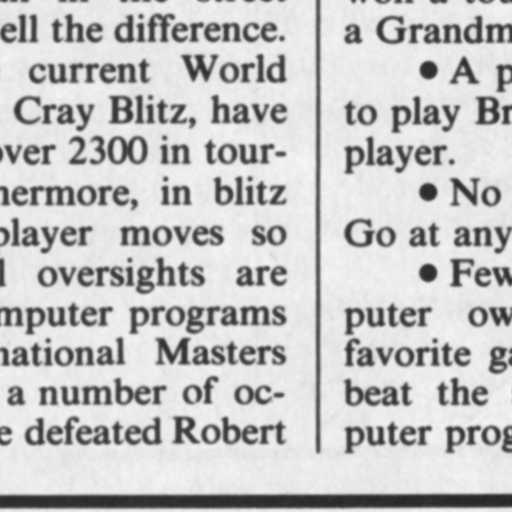 ell the difference.
current World
Cray Blitz, have
over 2300 in tour-
hermore, in blitz
player moves so
l oversights are
mputer programs
national Masters
a number of oc-
e defeated Robert
a Grandm
• A p
to play Br
player.
• No
Go at any
• Few
puter ow
favorite ga
beat the
puter prog